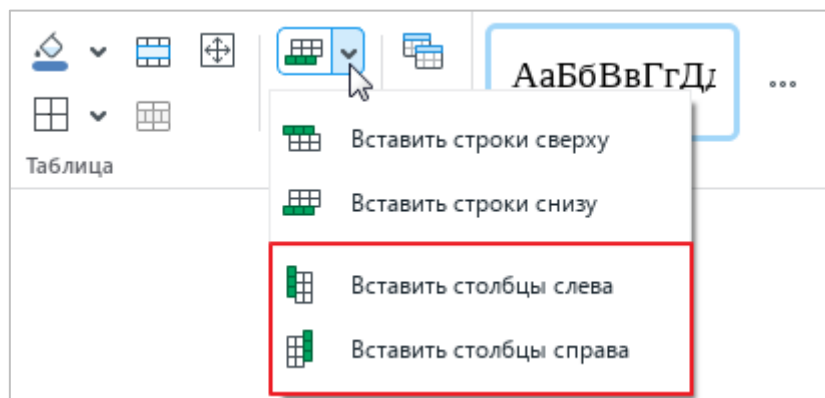 АаБбВвГгДд
Вставить строки сверху
Таблица
Вставить строки снизу
Вставить столбцы слева
Вставить столбцы справа